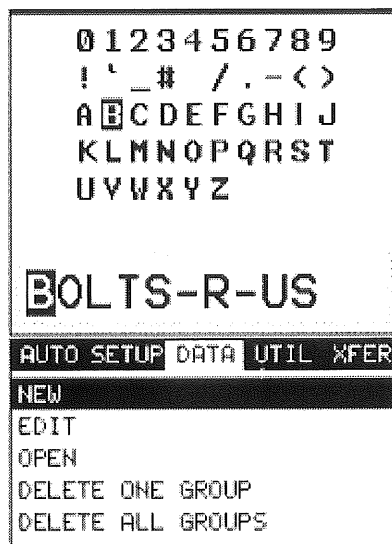 0123456789
!`_# /.-<>
ABCDEFGHIJ
KLMNOPQRST
UVWXYZ
BOLTS-R-US
AUTO SETUP DATA UTIL XFER
NEW
EDIT
OPEN
DELETE ONE GROUP
DELETE ALL GROUPS